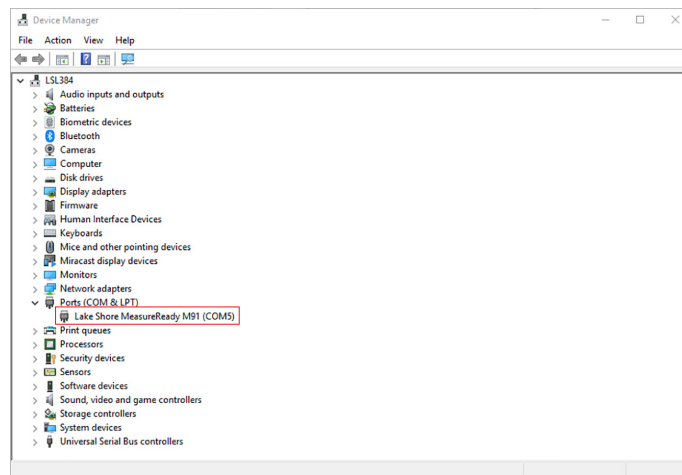 Device Manager
File Action View Help
LSL384
Audio inputs and outputs
Batteries
Biometric devices
Bluetooth
Cameras
Computer
Disk drives
Display adapters
Firmware
Human Interface Devices
Keyboards
Mice and other pointing devices
Miracast display devices
Monitors
Network adapters
Ports (COM & LPT)
Lake Shore MeasureReady M91 (COM5)
Print queues
Processors
Security devices
Sensors
Software devices
Sound, video and game controllers
Storage controllers
System devices
Universal Serial Bus controllers